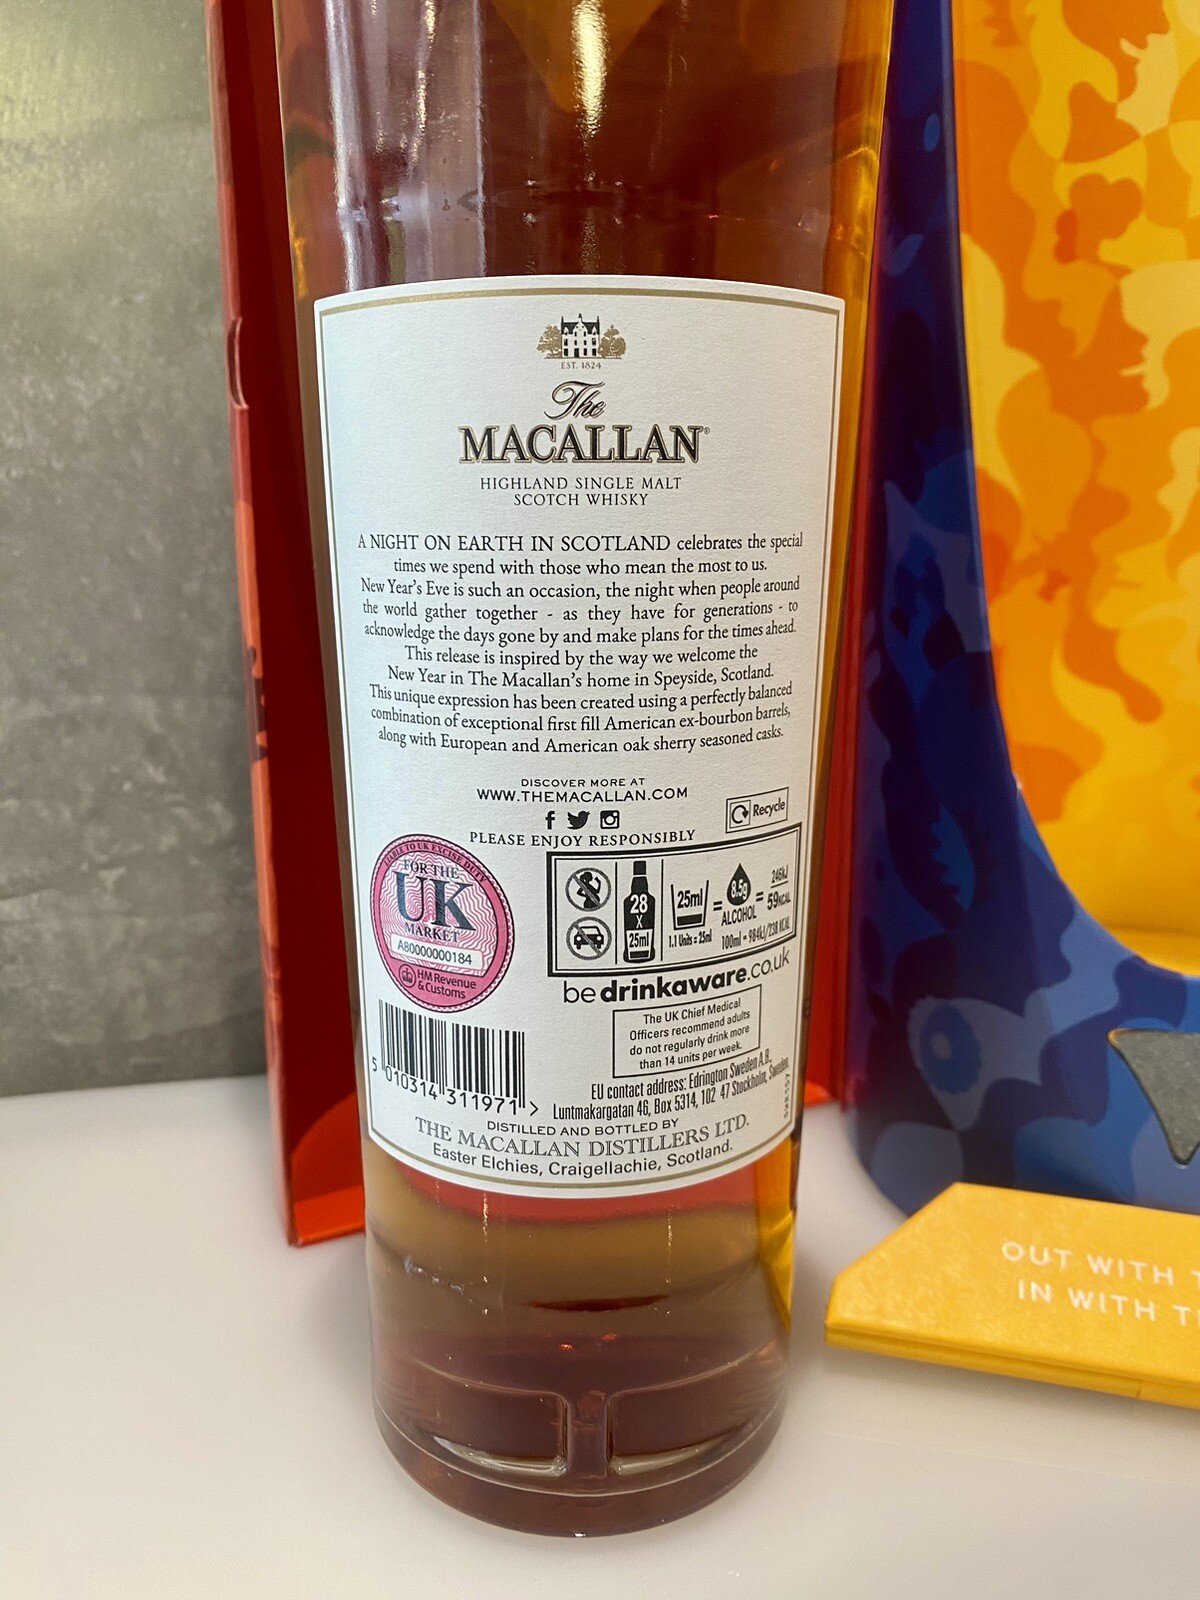 EST. 1824
The
MACALLAN®
HIGHLAND SINGLE MALT
SCOTCH WHISKY
A NIGHT ON EARTH IN SCOTLAND celebrates the special
times we spend with those who mean the most to us.
New Year's Eve is such an occasion, the night when people around
the world gather together - as they have for generations - to
acknowledge the days gone by and make plans for the times ahead.
This release is inspired by the way we welcome the
New Year in The Macallan's home in Speyside, Scotland.
This unique expression has been created using a perfectly balanced
combination of exceptional first fill American ex-bourbon barrels,
along with European and American oak sherry seasoned casks.
DISCOVER MORE AT
WWW.THEMACALLAN.COM
Recycle
PLEASE ENJOY RESPONSIBLY
LIABLE TO UK EXCISE DUTY
FOR THE
UK
MARKET
A80000000184
HM Revenue
& Customs
28
X
25ml
25ml
1.1 Units = 25ml
=
8.5g
ALCOHOL
=
246kJ
59KCAL
100ml = 984kJ/238 KCAL
bedrinkaware.co.uk
The UK Chief Medical
Officers recommend adults
do not regularly drink more
than 14 units per week.
5 010314 311971 >
EU contact address: Edrington Sweden A.B.,
Luntmakargatan 46, Box 5314, 102 47 Stockholm, Sweden.
DISTILLED AND BOTTLED BY
THE MACALLAN DISTILLERS LTD.
Easter Elchies, Craigellachie, Scotland.
OUT WITH
IN WITH